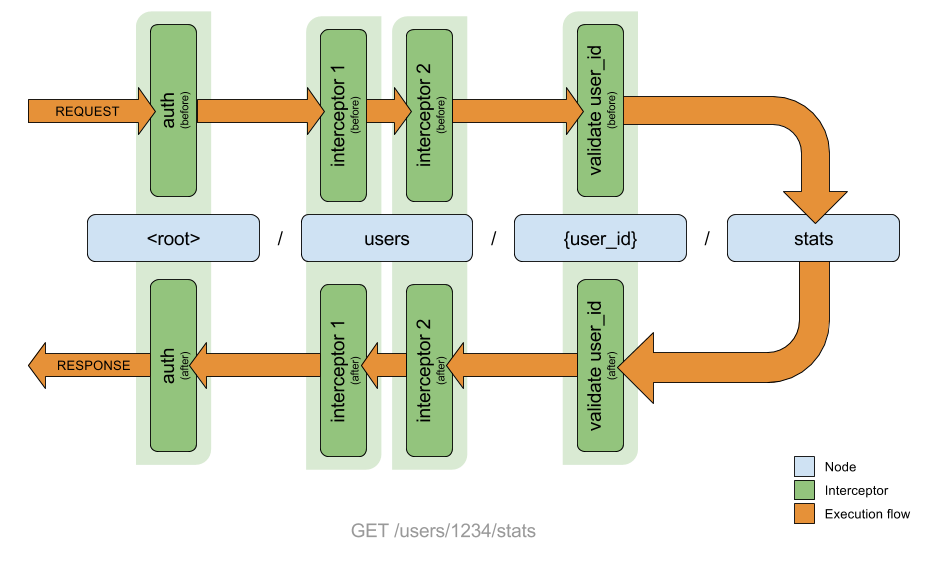 REQUEST
auth
(before)
interceptor 1
(before)
interceptor 2
(before)
validate user_id
(before)
<root> / users / {user_id} / stats
RESPONSE
auth
(after)
interceptor 1
(after)
interceptor 2
(after)
validate user_id
(after)
Node
Interceptor
Execution flow
GET /users/1234/stats